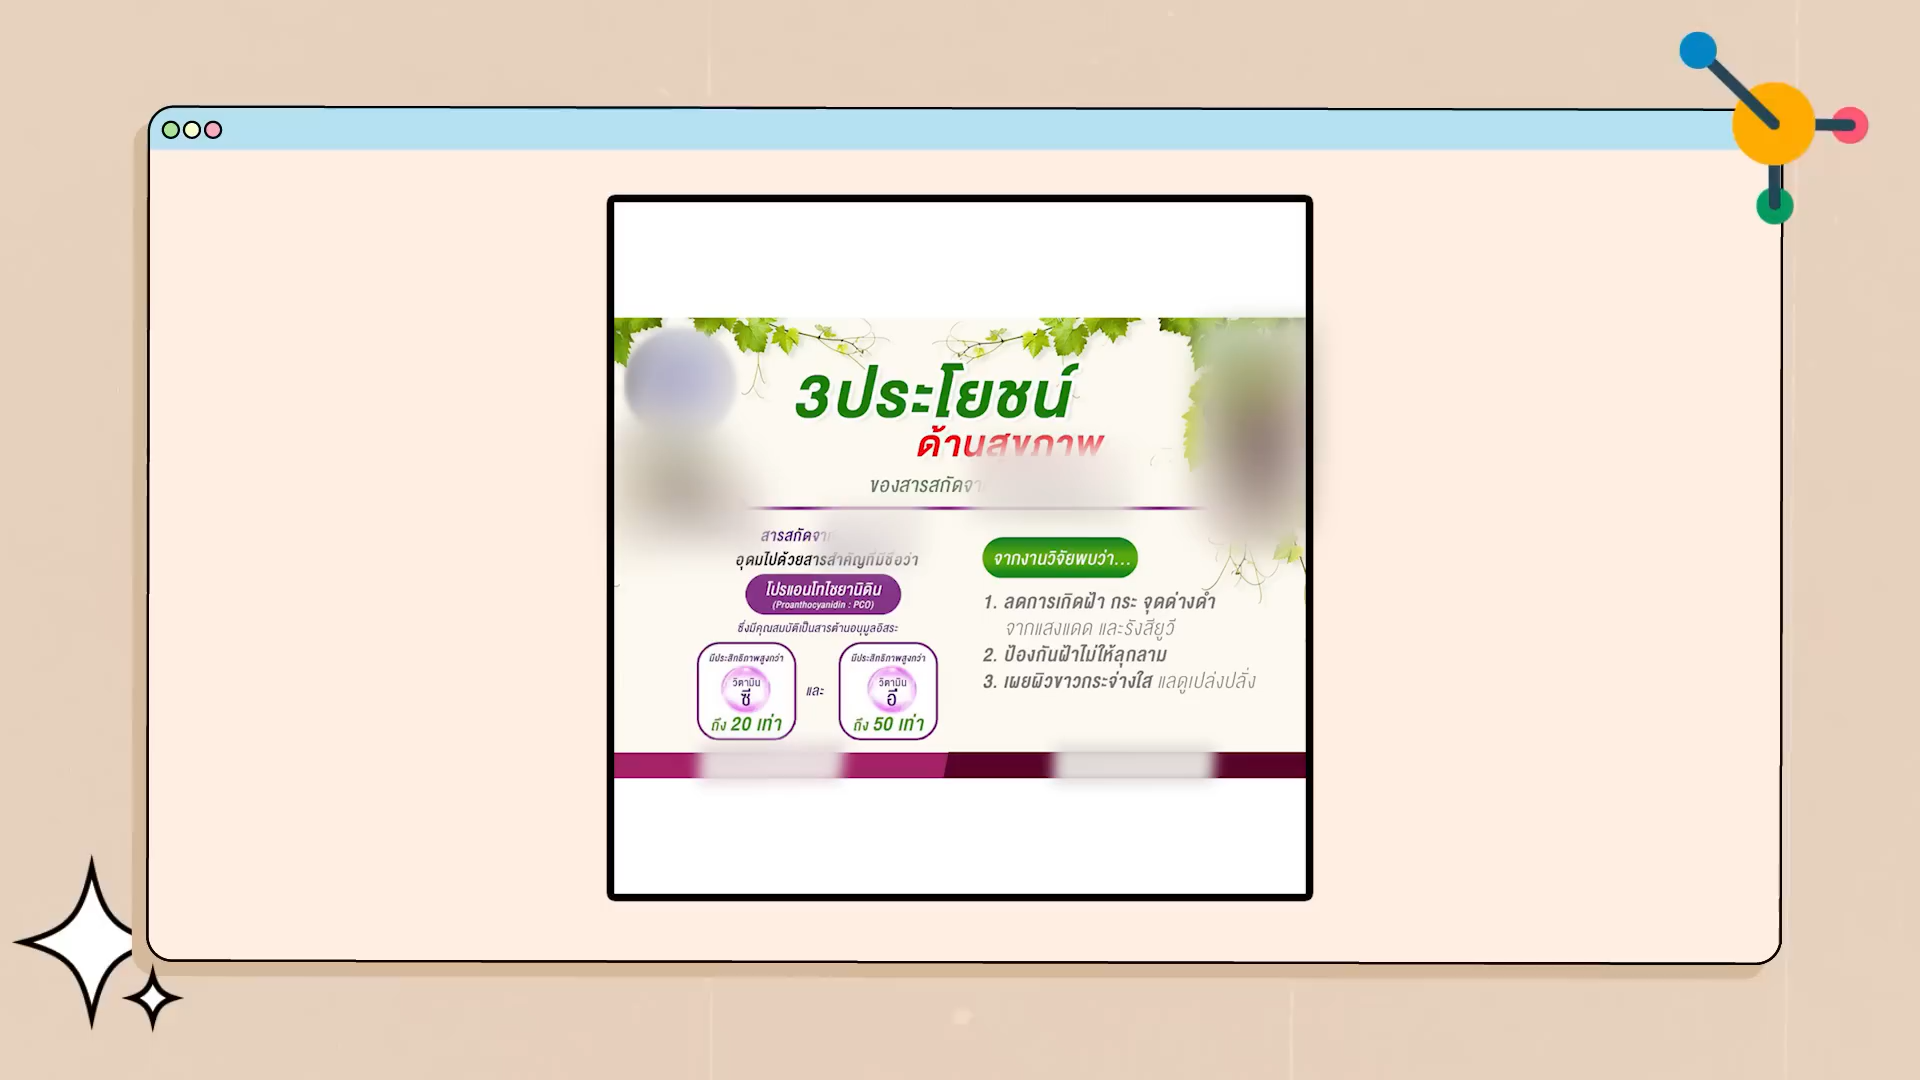 3ประโยชน์
ด้านสุขภาพ
ของสารสกัดจาก
สารสกัดจาก
อุดมไปด้วยสารสำคัญที่มีชื่อว่า
โปรแอนโทไซยานิดิน
(Proanthocyanidin : PCO)
ซึ่งมีคุณสมบัติเป็นสารต้านอนุมูลอิสระ
มีประสิทธิภาพสูงกว่า
วิตามิน
ซี
ถึง 20 เท่า
และ
มีประสิทธิภาพสูงกว่า
วิตามิน
อี
ถึง 50 เท่า
จากงานวิจัยพบว่า...
1. ลดการเกิดฝ้า กระ จุดด่างดำ
จากแสงแดด และรังสียูวี
2. ป้องกันฝ้าไม่ให้ลุกลาม
3. เผยผิวขาวกระจ่างใส แลดูเปล่งปลั่ง